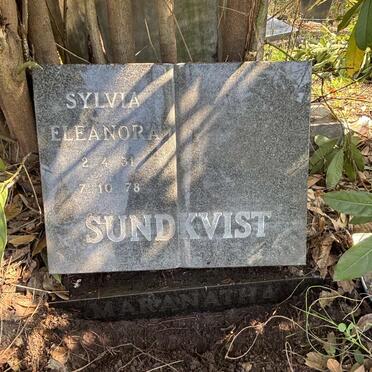 SYLVIA
ELEANORA
2.4.31
7.10.78
SUNDKVIST
MARANATHA